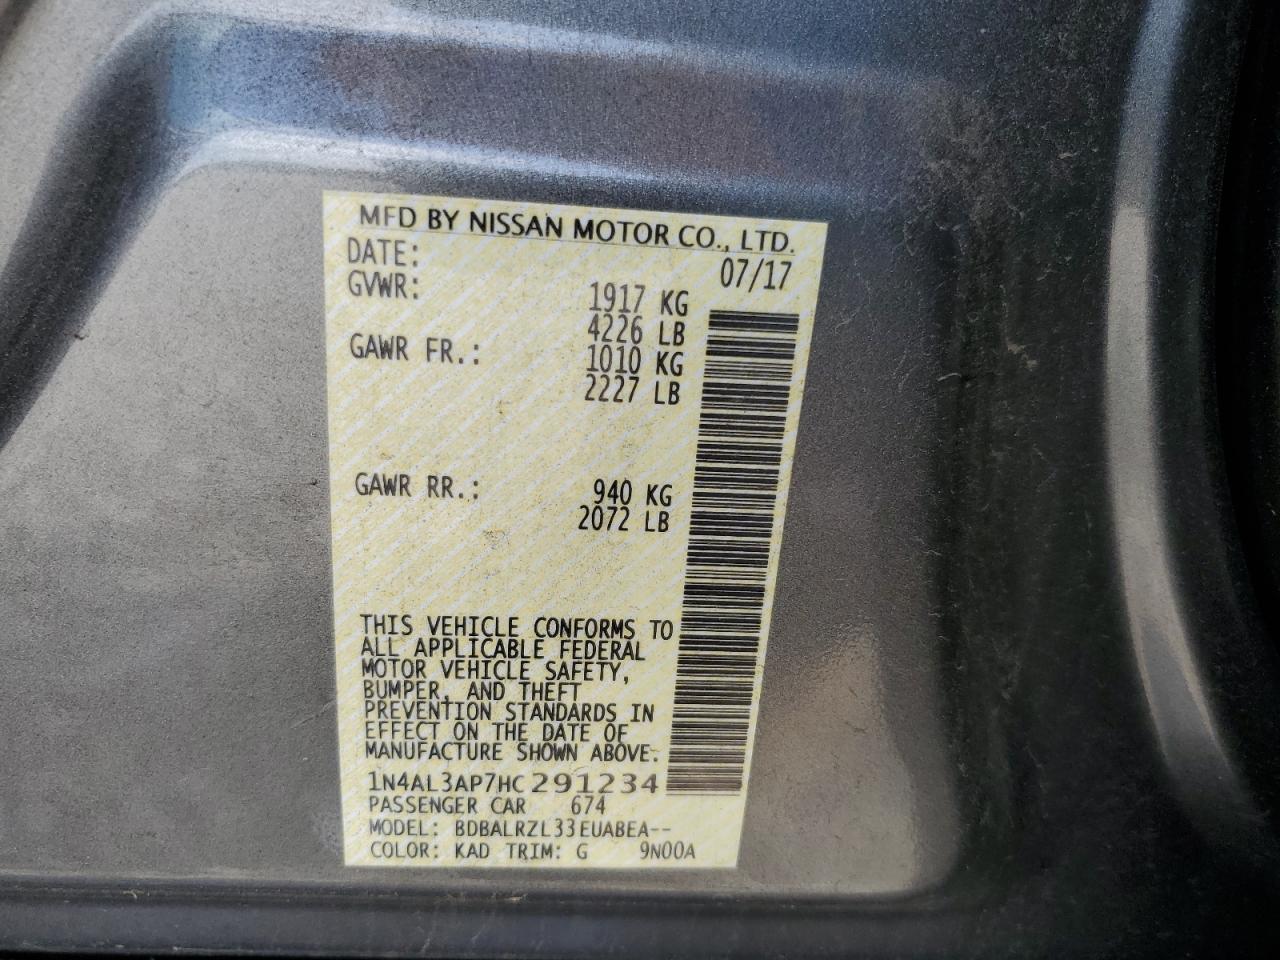 MFD BY NISSAN MOTOR CO., LTD.
DATE: 07/17
GVWR: 1917 KG
4226 LB
GAWR FR.: 1010 KG
2227 LB
GAWR RR.: 940 KG
2072 LB
THIS VEHICLE CONFORMS TO
ALL APPLICABLE FEDERAL
MOTOR VEHICLE SAFETY,
BUMPER, AND THEFT
PREVENTION STANDARDS IN
EFFECT ON THE DATE OF
MANUFACTURE SHOWN ABOVE.
1N4AL3AP7HC291234
PASSENGER CAR 674
MODEL: BDBALRZL33EUABEA--
COLOR: KAD TRIM: G 9N00A